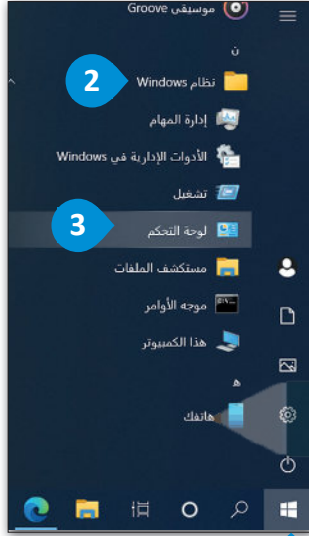 موسيقى Groove
ن
2 نظام Windows
إدارة المهام
الأدوات الإدارية في Windows
تشغيل
3 لوحة التحكم
مستكشف الملفات
موجه الأوامر
هذا الكمبيوتر
ه
هاتفك